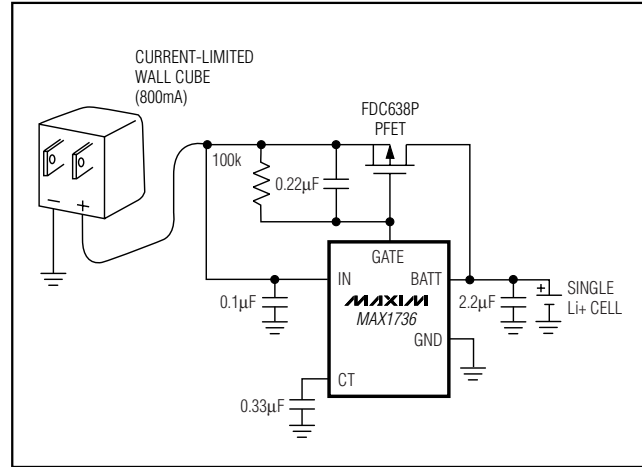 CURRENT-LIMITED
WALL CUBE
(800mA)
FDC638P
PFET
100k
0.22µF
− +
GATE
IN
BATT
0.1µF
MAXIM
MAX1736
2.2µF
+
SINGLE
Li+ CELL
GND
CT
0.33µF